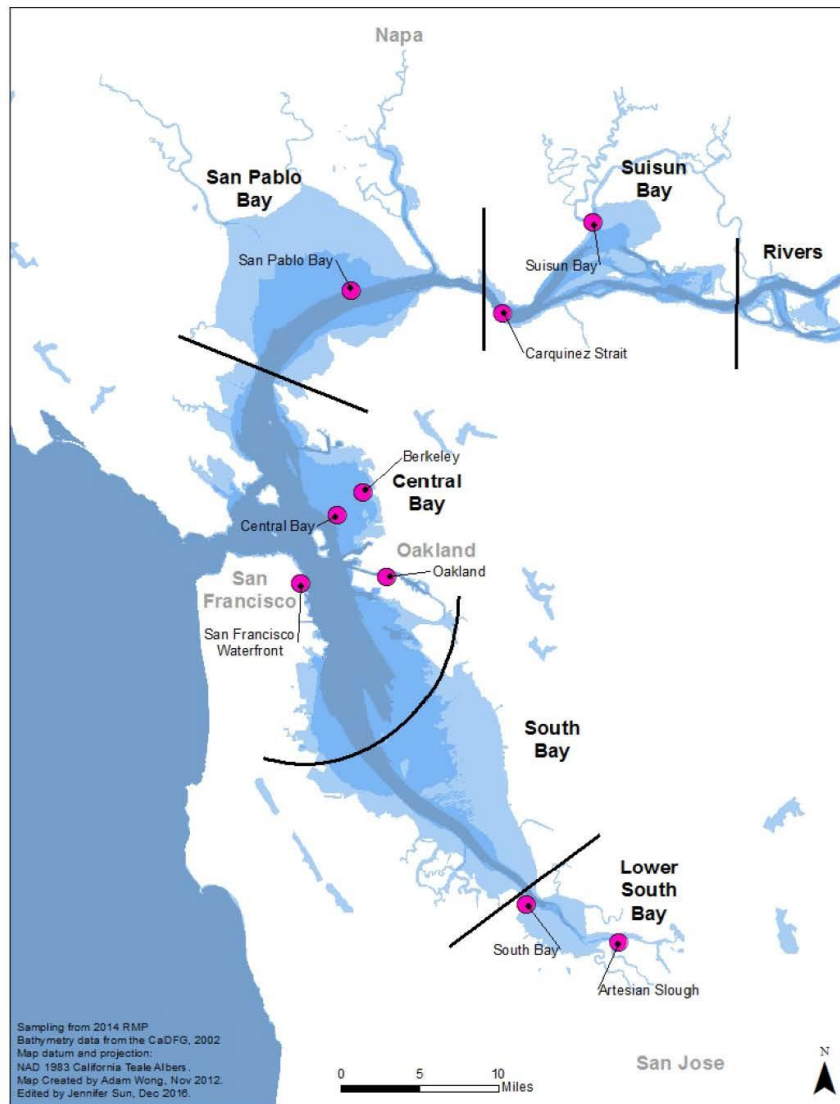 Napa
San Pablo
Bay
Suisun
Bay
San Pablo Bay
Suisun Bay
Rivers
Carquinez Strait
Berkeley
Central
Bay
Central Bay
Oakland
Oakland
San
Francisco
San Francisco
Waterfront
South
Bay
Lower
South
Bay
South Bay
Artesian Slough
Sampling from 2014 RMP
Bathymetry data from the CaDFG, 2002
Map datum and projection:
NAD 1983 California Teale Albers.
Map Created by Adam Wong, Nov 2012.
Edited by Jennifer Sun, Dec 2016.
0 5 10
Miles
San Jose
N